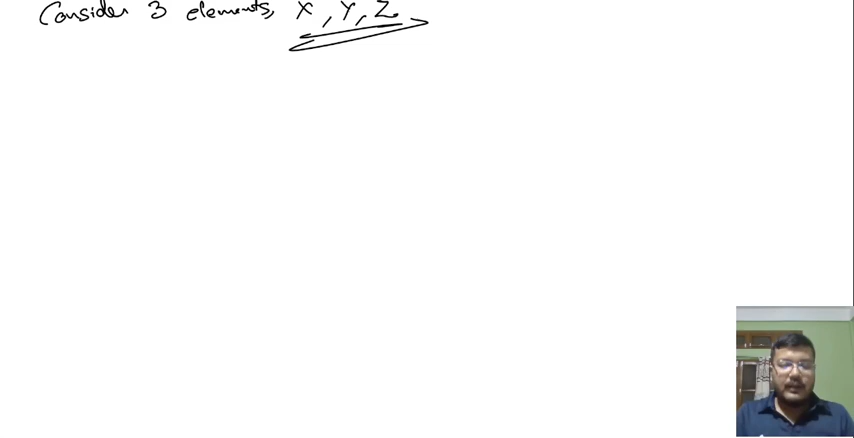 Consider 3 elements, X, Y, Z